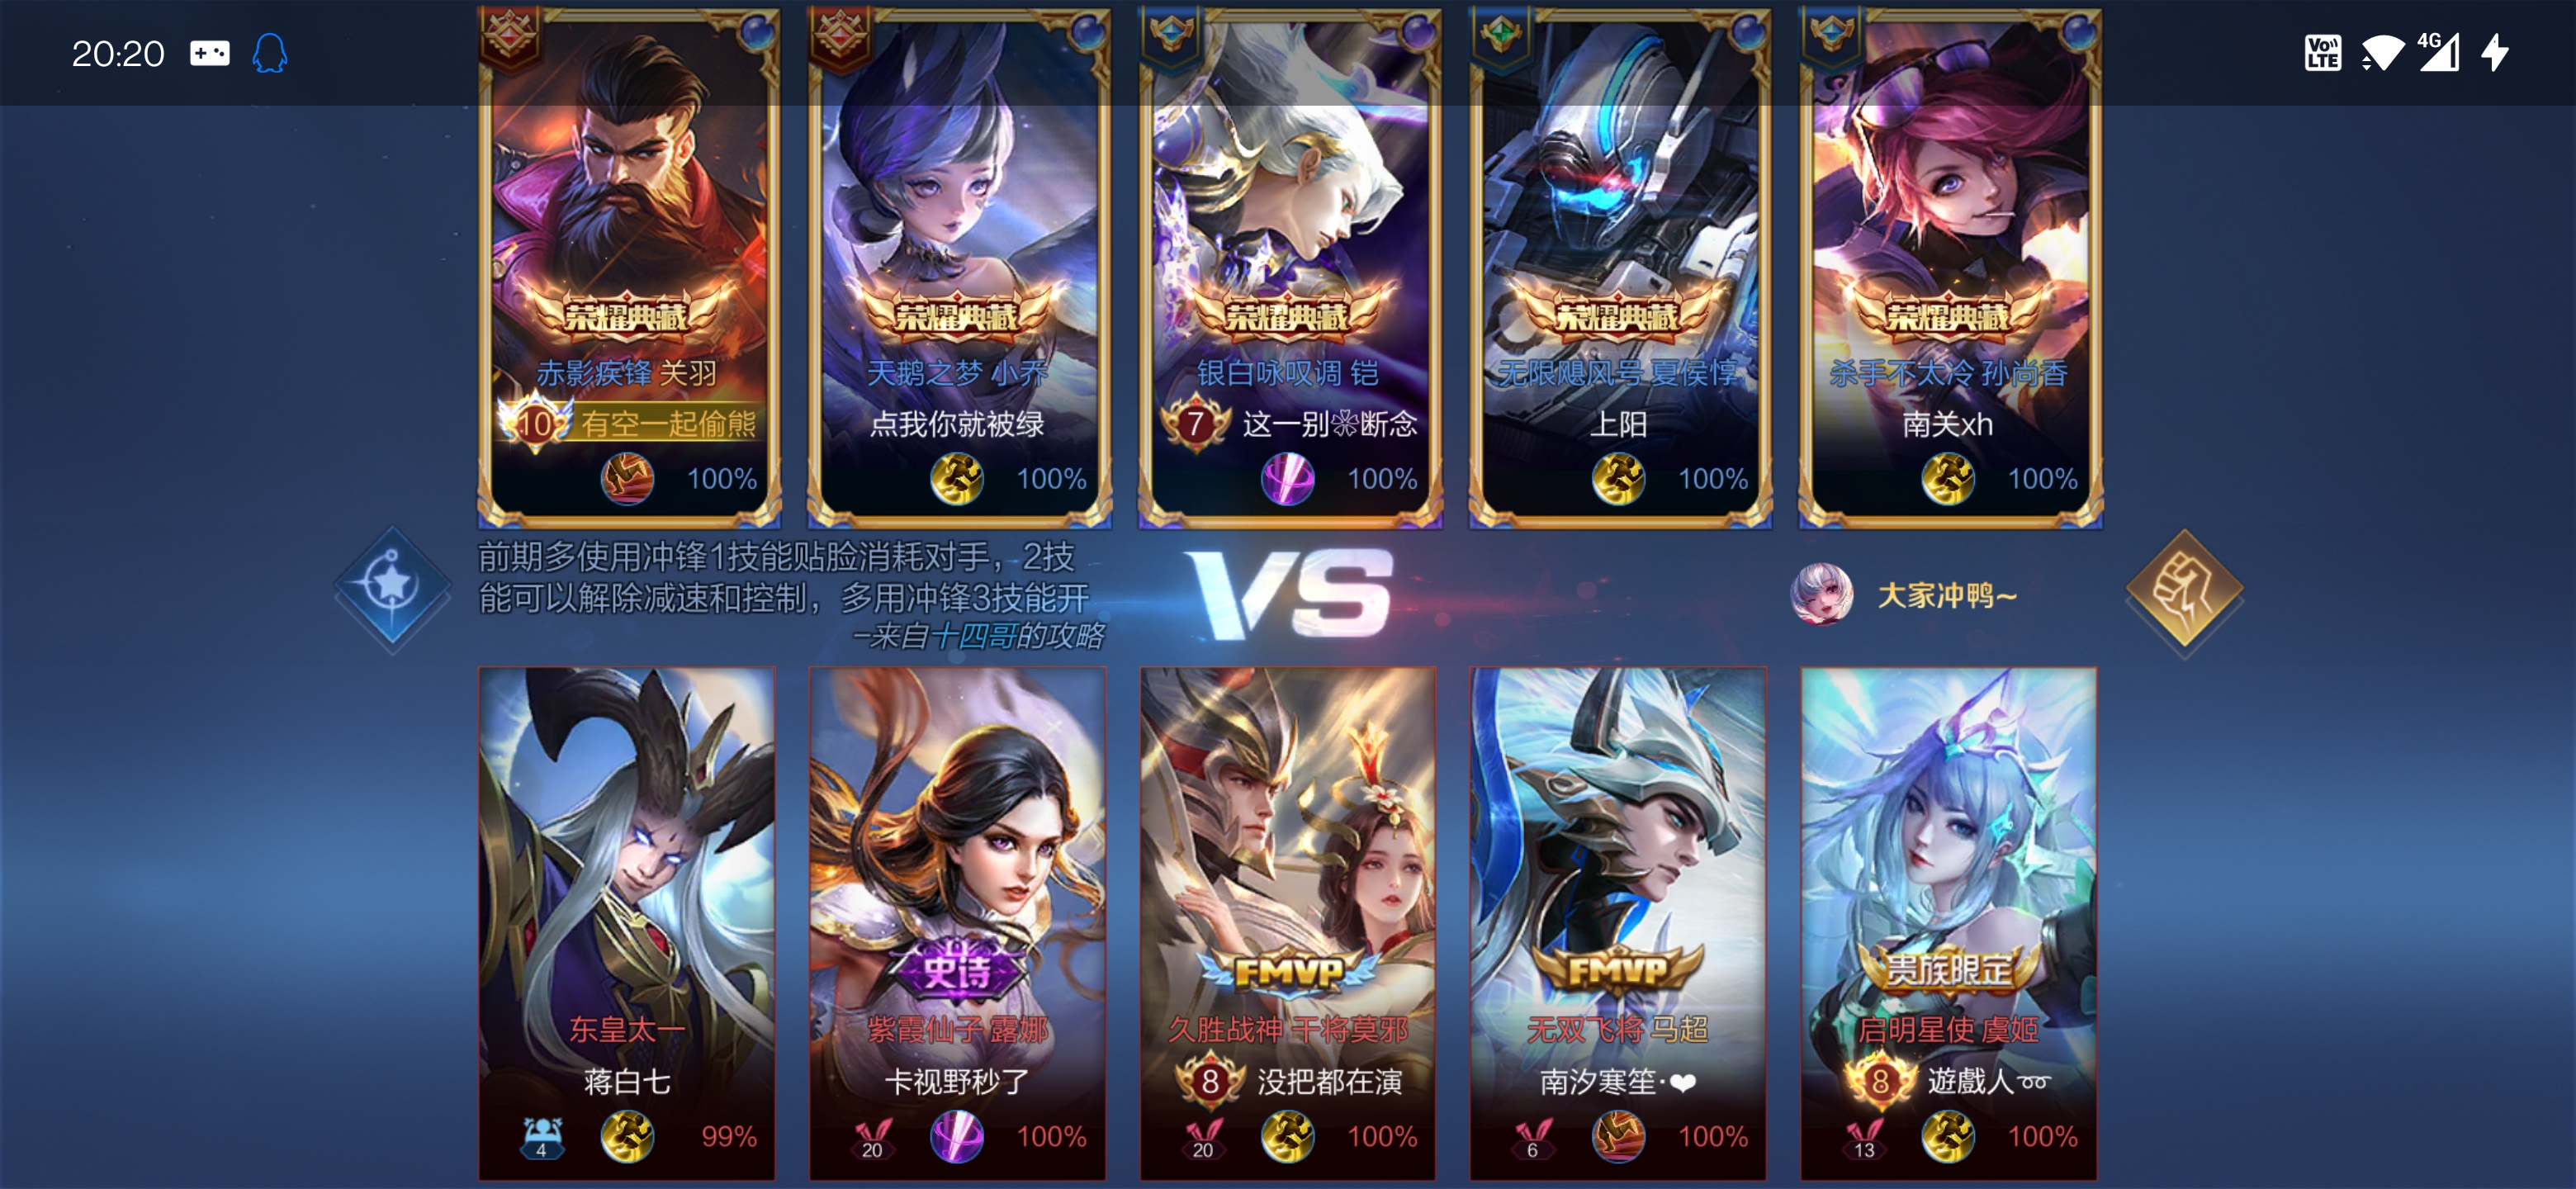 20:20
Vo)) LTE 4G
荣耀典藏 荣耀典藏 荣耀典藏 荣耀典藏 荣耀典藏
赤影疾锋 关羽 天鹅之梦 小乔 银白咏叹调 铠 无限飓风号 夏侯惇 杀手不太冷 孙尚香
10 有空一起偷熊 点我你就被绿 7 这一别❀断念 上阳 南关xh
100% 100% 100% 100% 100%
前期多使用冲锋1技能贴脸消耗对手，2技
能可以解除减速和控制，多用冲锋3技能开
–来自十四哥的攻略
VS
大家冲鸭~
史诗 FMVP FMVP 贵族限定
东皇太一 紫霞仙子 露娜 久胜战神 干将莫邪 无双飞将 马超 启明星使 虞姬
蒋白七 卡视野秒了 8 没把都在演 南汐寒笙·❤ 8 遊戲人➿
4 99% 20 100% 20 100% 6 100% 13 100%